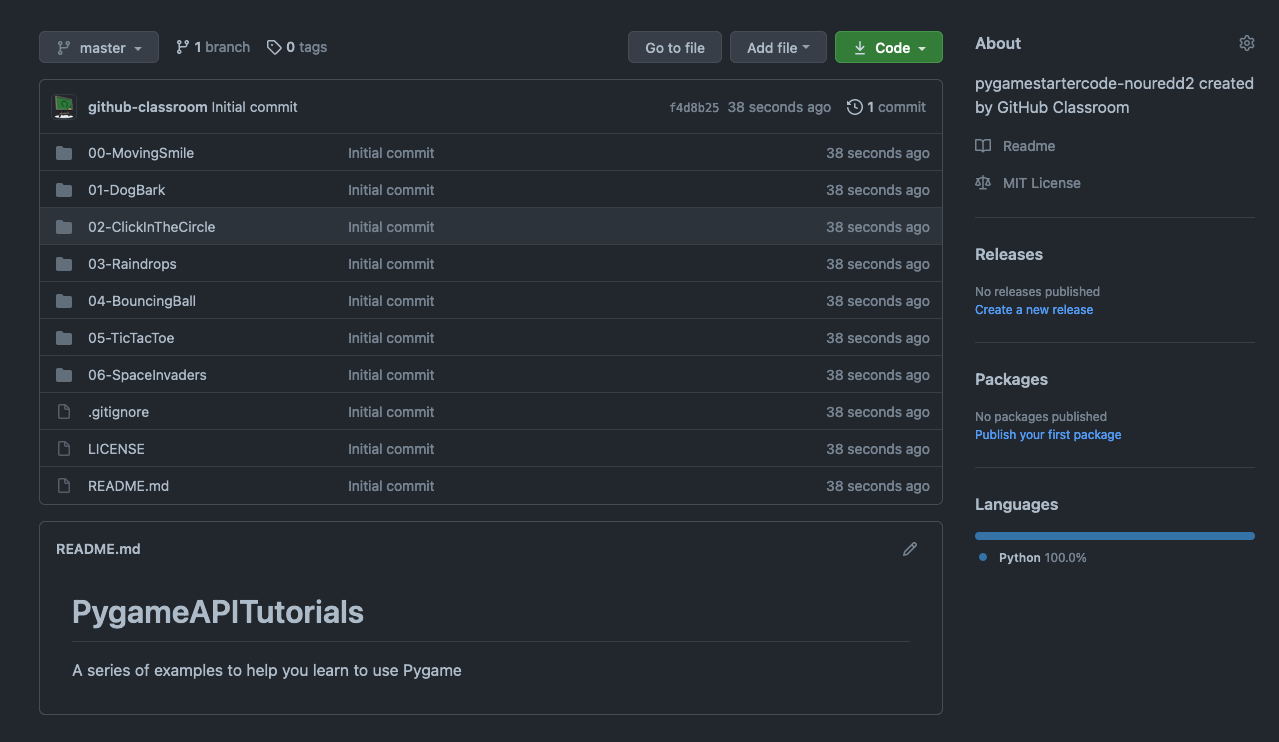 master 1 branch 0 tags Go to file Add file Code
github-classroom Initial commit f4d8b25 38 seconds ago 1 commit
00-MovingSmile Initial commit 38 seconds ago
01-DogBark Initial commit 38 seconds ago
02-ClickInTheCircle Initial commit 38 seconds ago
03-Raindrops Initial commit 38 seconds ago
04-BouncingBall Initial commit 38 seconds ago
05-TicTacToe Initial commit 38 seconds ago
06-SpaceInvaders Initial commit 38 seconds ago
.gitignore Initial commit 38 seconds ago
LICENSE Initial commit 38 seconds ago
README.md Initial commit 38 seconds ago
README.md
PygameAPITutorials
A series of examples to help you learn to use Pygame
About
pygamestartercode-nouredd2 created
by GitHub Classroom
Readme
MIT License
Releases
No releases published
Create a new release
Packages
No packages published
Publish your first package
Languages
Python 100.0%